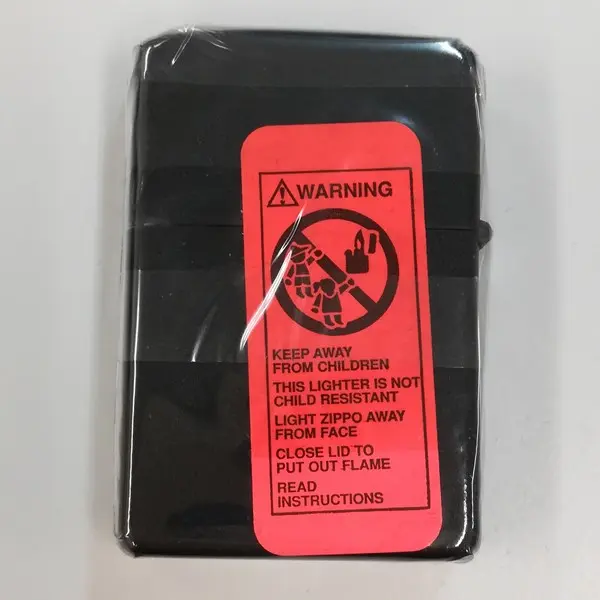 WARNING
KEEP AWAY
FROM CHILDREN
THIS LIGHTER IS NOT
CHILD RESISTANT
LIGHT ZIPPO AWAY
FROM FACE
CLOSE LID TO
PUT OUT FLAME
READ
INSTRUCTIONS